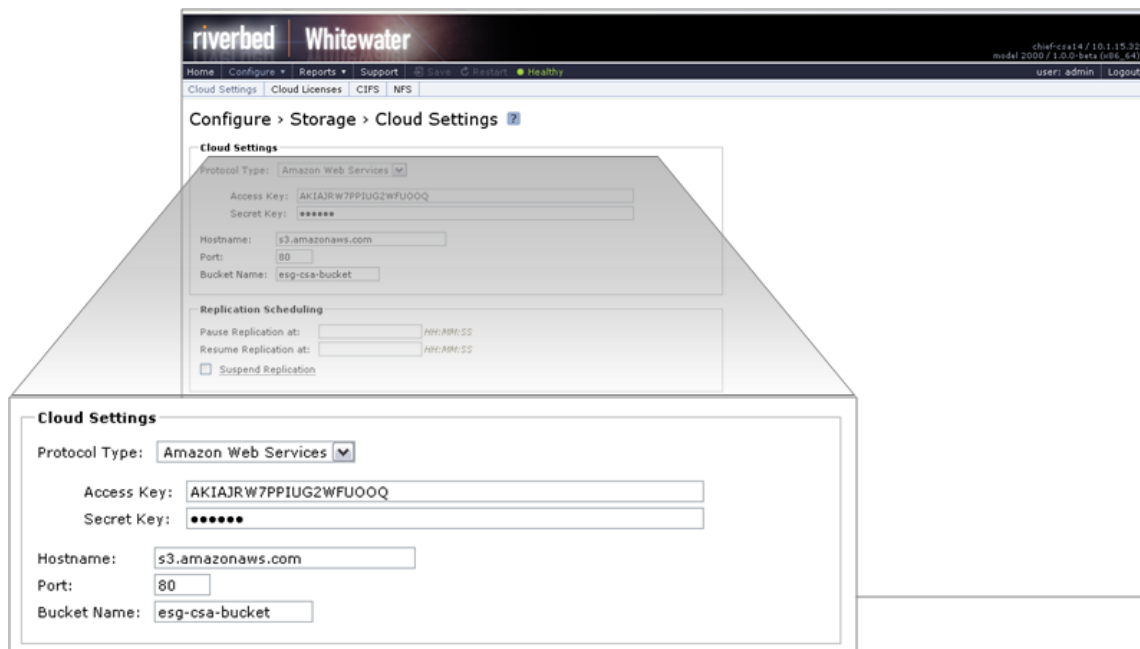 riverbed | Whitewater
chief-csa14 / 10.1.15.32
model 2000 / 1.0.0-beta (x86_64)
Home Configure ▾ Reports ▾ Support Save Restart Healthy user: admin Logout
Cloud Settings Cloud Licenses CIFS NFS
Configure > Storage > Cloud Settings ?
Cloud Settings
Protocol Type: Amazon Web Services
Access Key: AKIAJRW7PPIUG2WFUOOQ
Secret Key: ••••••
Hostname: s3.amazonaws.com
Port: 80
Bucket Name: esg-csa-bucket
Replication Scheduling
Pause Replication at: HH:MM:SS
Resume Replication at: HH:MM:SS
Suspend Replication
Cloud Settings
Protocol Type: Amazon Web Services
Access Key: AKIAJRW7PPIUG2WFUOOQ
Secret Key: ••••••
Hostname: s3.amazonaws.com
Port: 80
Bucket Name: esg-csa-bucket